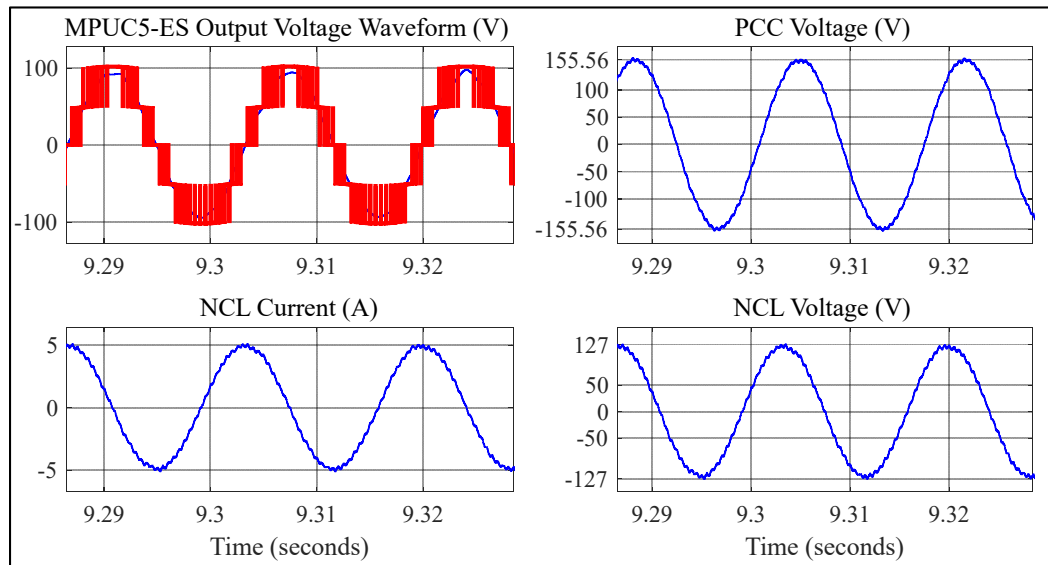 MPUC5-ES Output Voltage Waveform (V)
100
0
-100
9.29 9.3 9.31 9.32
PCC Voltage (V)
155.56
100
50
0
-50
-100
-155.56
9.29 9.3 9.31 9.32
NCL Current (A)
5
0
-5
9.29 9.3 9.31 9.32
Time (seconds)
NCL Voltage (V)
127
50
0
-50
-127
9.29 9.3 9.31 9.32
Time (seconds)